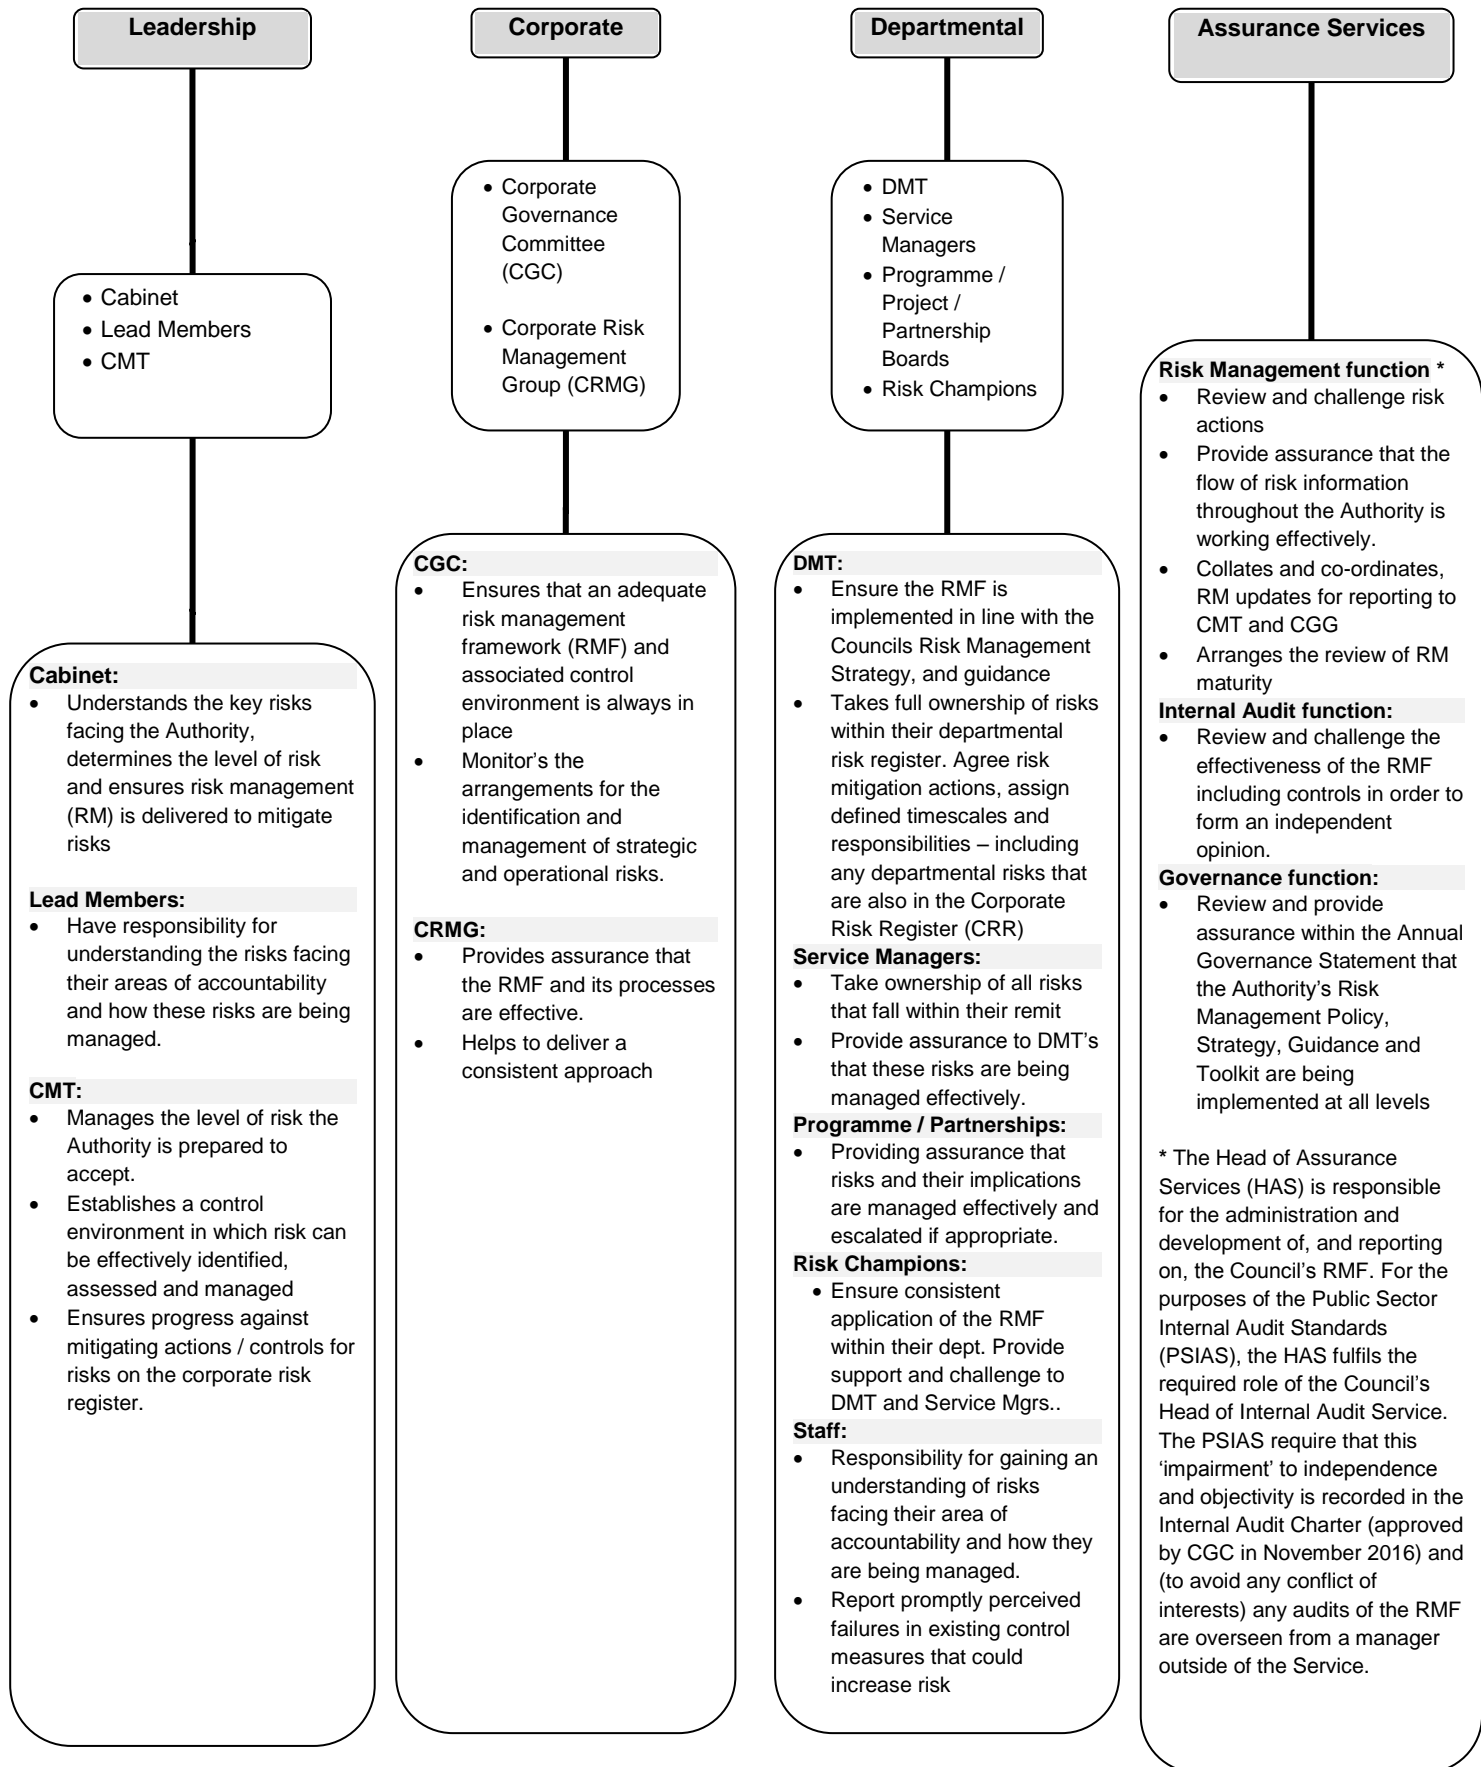 Leadership
Corporate
Departmental
Assurance Services
• Cabinet
• Lead Members
• CMT
• Corporate
Governance
Committee
(CGC)
• Corporate Risk
Management
Group (CRMG)
• DMT
• Service
Managers
• Programme /
Project /
Partnership
Boards
• Risk Champions
Cabinet:
• Understands the key risks
facing the Authority,
determines the level of risk
and ensures risk management
(RM) is delivered to mitigate
risks
Lead Members:
• Have responsibility for
understanding the risks facing
their areas of accountability
and how these risks are being
managed.
CMT:
• Manages the level of risk the
Authority is prepared to
accept.
• Establishes a control
environment in which risk can
be effectively identified,
assessed and managed
• Ensures progress against
mitigating actions / controls for
risks on the corporate risk
register.
CGC:
• Ensures that an adequate
risk management
framework (RMF) and
associated control
environment is always in
place
• Monitor's the
arrangements for the
identification and
management of strategic
and operational risks.
CRMG:
• Provides assurance that
the RMF and its processes
are effective.
• Helps to deliver a
consistent approach
DMT:
• Ensure the RMF is
implemented in line with the
Councils Risk Management
Strategy, and guidance
• Takes full ownership of risks
within their departmental
risk register. Agree risk
mitigation actions, assign
defined timescales and
responsibilities – including
any departmental risks that
are also in the Corporate
Risk Register (CRR)
Service Managers:
• Take ownership of all risks
that fall within their remit
• Provide assurance to DMT's
that these risks are being
managed effectively.
Programme / Partnerships:
• Providing assurance that
risks and their implications
are managed effectively and
escalated if appropriate.
Risk Champions:
• Ensure consistent
application of the RMF
within their dept. Provide
support and challenge to
DMT and Service Mgrs..
Staff:
• Responsibility for gaining an
understanding of risks
facing their area of
accountability and how they
are being managed.
• Report promptly perceived
failures in existing control
measures that could
increase risk
Risk Management function *
• Review and challenge risk
actions
• Provide assurance that the
flow of risk information
throughout the Authority is
working effectively.
• Collates and co-ordinates,
RM updates for reporting to
CMT and CGG
• Arranges the review of RM
maturity
Internal Audit function:
• Review and challenge the
effectiveness of the RMF
including controls in order to
form an independent
opinion.
Governance function:
• Review and provide
assurance within the Annual
Governance Statement that
the Authority's Risk
Management Policy,
Strategy, Guidance and
Toolkit are being
implemented at all levels
* The Head of Assurance
Services (HAS) is responsible
for the administration and
development of, and reporting
on, the Council's RMF. For the
purposes of the Public Sector
Internal Audit Standards
(PSIAS), the HAS fulfils the
required role of the Council's
Head of Internal Audit Service.
The PSIAS require that this
'impairment' to independence
and objectivity is recorded in the
Internal Audit Charter (approved
by CGC in November 2016) and
(to avoid any conflict of
interests) any audits of the RMF
are overseen from a manager
outside of the Service.